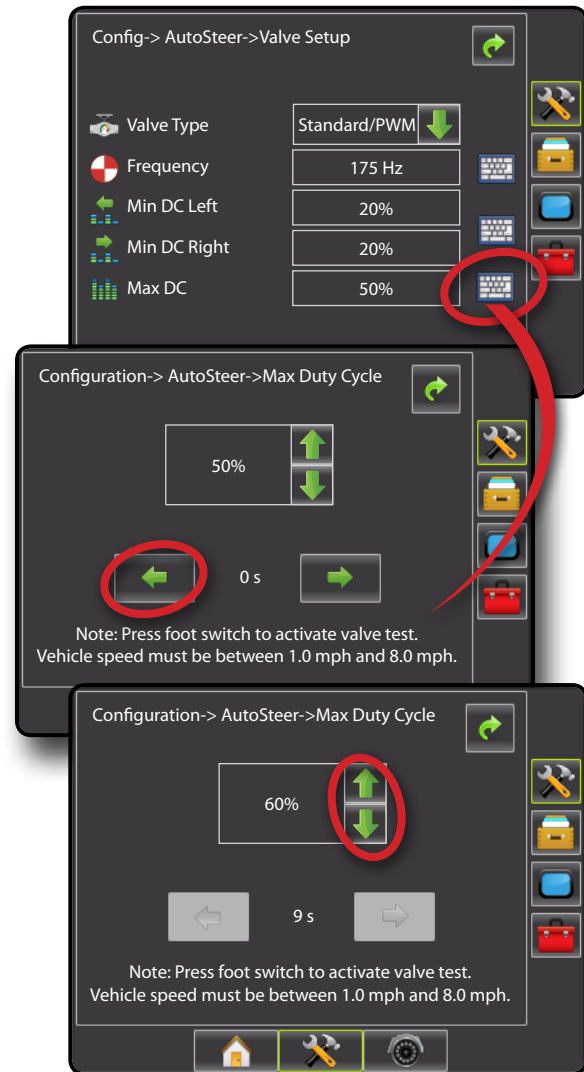 Config-> AutoSteer->Valve Setup
Valve Type Standard/PWM
Frequency 175 Hz
Min DC Left 20%
Min DC Right 20%
Max DC 50%
Configuration-> AutoSteer->Max Duty Cycle
50%
0 s
Note: Press foot switch to activate valve test.
Vehicle speed must be between 1.0 mph and 8.0 mph.
Configuration-> AutoSteer->Max Duty Cycle
60%
9 s
Note: Press foot switch to activate valve test.
Vehicle speed must be between 1.0 mph and 8.0 mph.